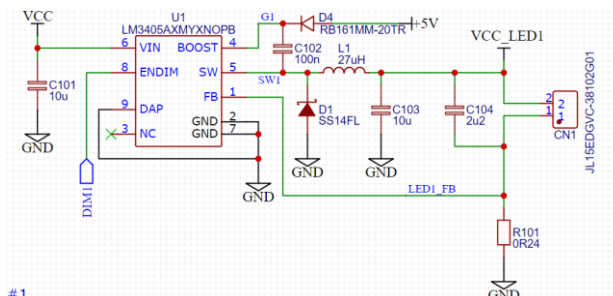 VCC
U1
LM3405AXMYXNOPB
6 VIN BOOST 4
8 ENDIM SW 5
FB 1
9 DAP GND 2
3 NC GND 7
C101
10u
GND
DIM1
G1
D4
RB161MM-20TR
+5V
C102
100n
SW1
L1
27uH
VCC_LED1
D1
SS14FL
GND
C103
10u
GND
C104
2u2
2 2
1 1
CN1
JL15EDGVC-38102G01
GND
LED1_FB
R101
0R24
GND
#1